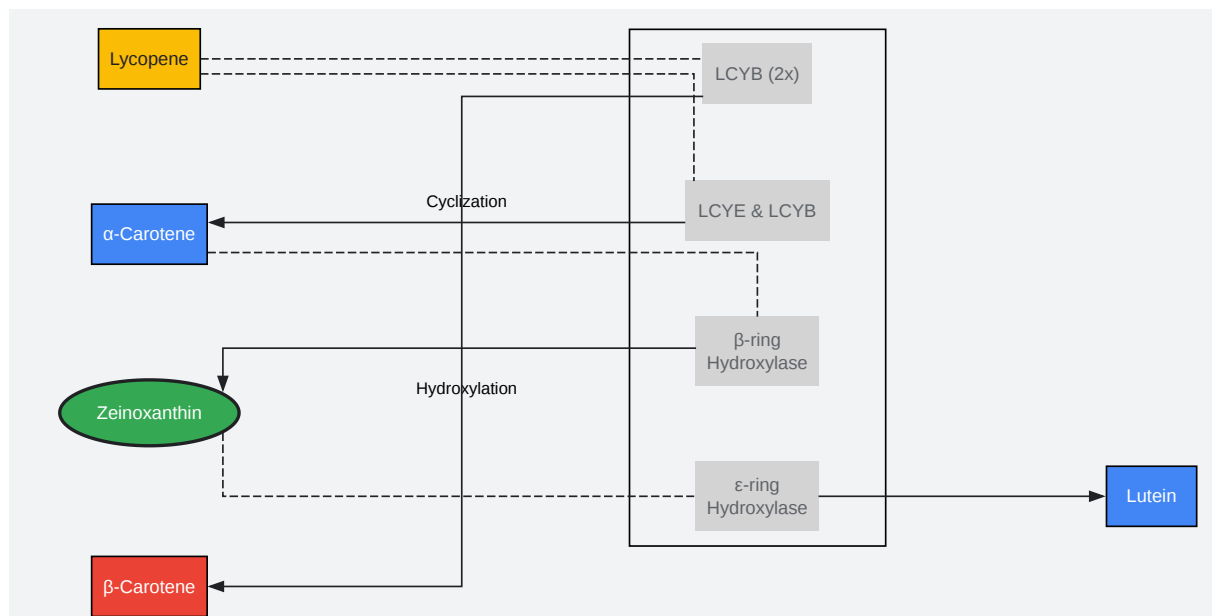 Lycopene
LCYB (2x)
Cyclization
LCYE & LCYB
α-Carotene
β-ring
Hydroxylase
Hydroxylation
Zeinoxanthin
ε-ring
Hydroxylase
Lutein
β-Carotene